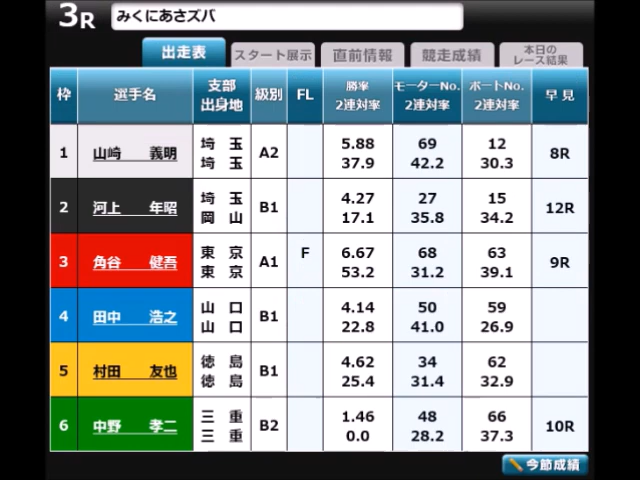 3R みくにあさズバ
出走表 スタート展示 直前情報 競走成績 本日のレース結果
枠 選手名 支部 出身地 級別 FL 勝率 2連対率 モーターNo. 2連対率 ボートNo. 2連対率 早見
1 山崎 義明 埼玉 埼玉 A2 5.88 37.9 69 42.2 12 30.3 8R
2 河上 年昭 埼玉 岡山 B1 4.27 17.1 27 35.8 15 34.2 12R
3 角谷 健吾 東京 東京 A1 F 6.67 53.2 68 31.2 63 39.1 9R
4 田中 浩之 山口 山口 B1 4.14 22.8 50 41.0 59 26.9
5 村田 友也 徳島 徳島 B1 4.62 25.4 34 31.4 62 32.9
6 中野 孝二 三重 三重 B2 1.46 0.0 48 28.2 66 37.3 10R
今節成績